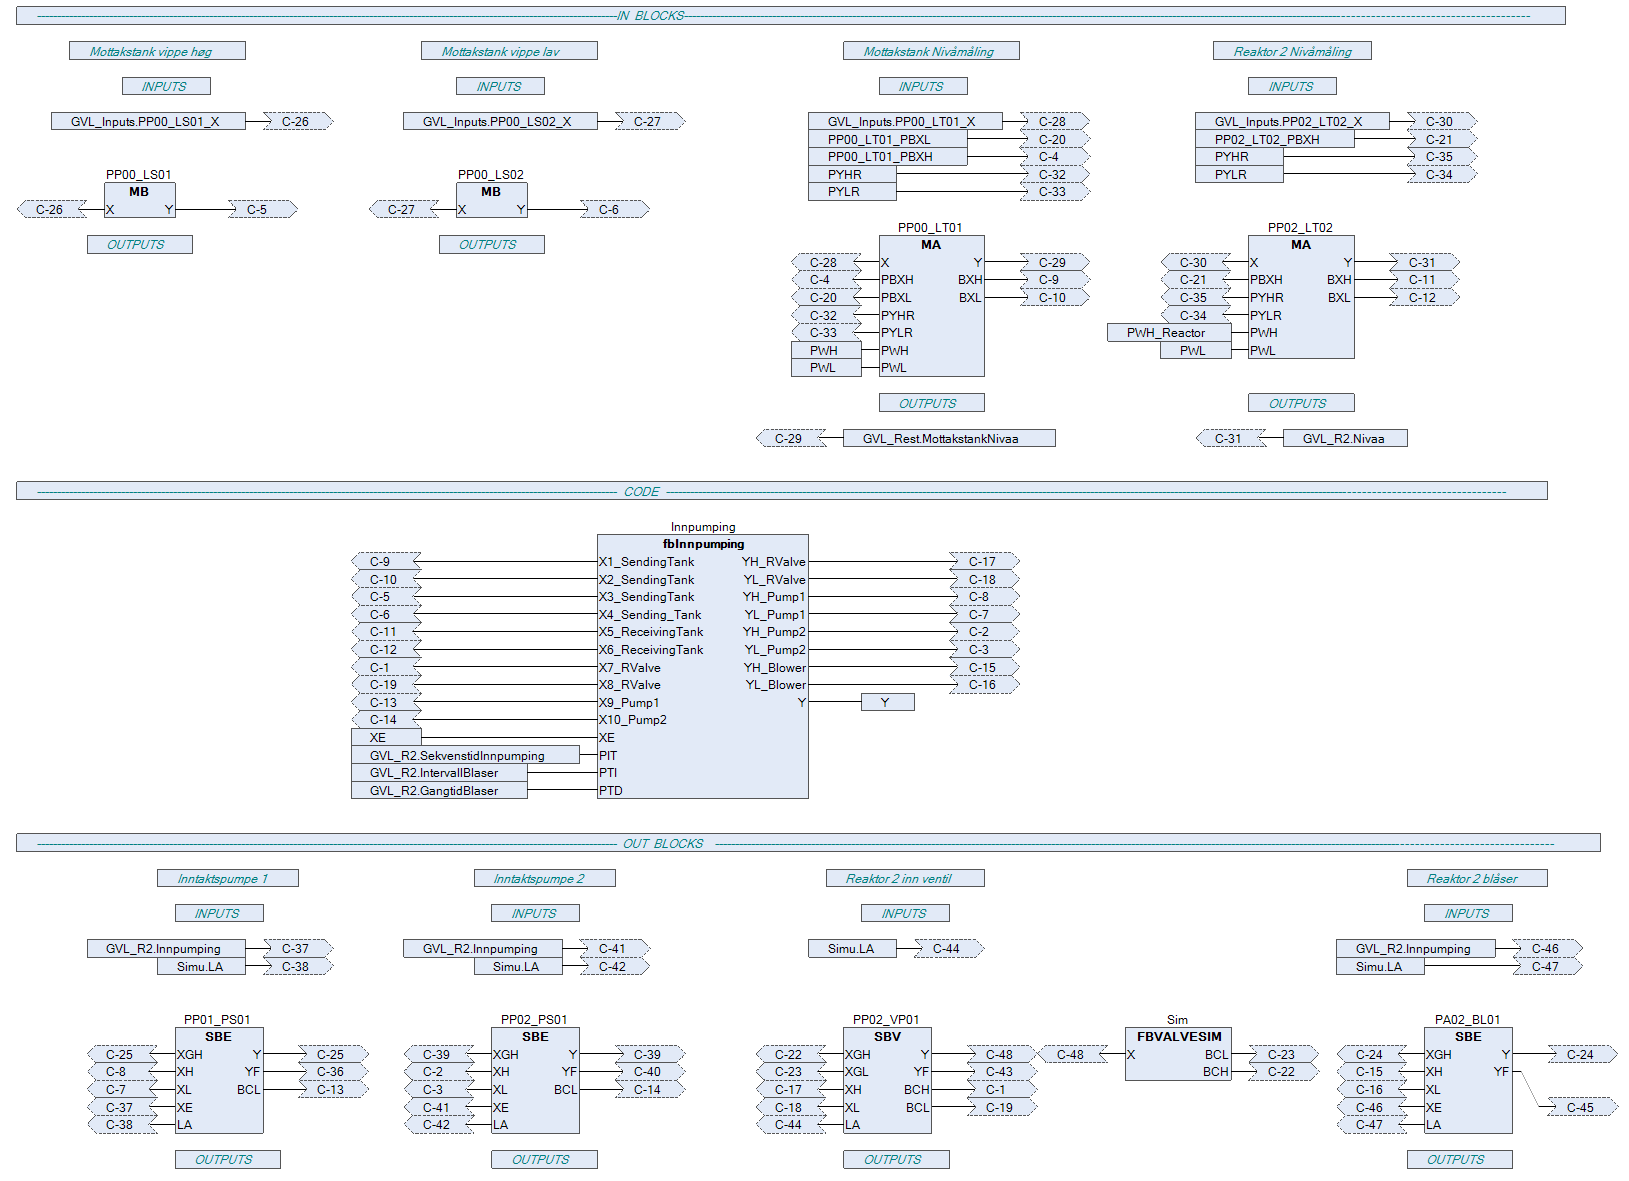 IN BLOCKS
Mottakstank vippe høg
Mottakstank vippe lav
Mottakstank Nivåmåling
Reaktor 2 Nivåmåling
INPUTS
INPUTS
INPUTS
INPUTS
GVL_Inputs.PP00_LS01_X C-26
GVL_Inputs.PP00_LS02_X C-27
GVL_Inputs.PP00_LT01_X C-28
PP00_LT01_PBXL C-20
PP00_LT01_PBXH C-4
PYHR C-32
PYLR C-33
GVL_Inputs.PP02_LT02_X C-30
PP02_LT02_PBXH C-21
PYHR C-35
PYLR C-34
PP00_LS01
MB
C-26 X Y C-5
OUTPUTS
PP00_LS02
MB
C-27 X Y C-6
OUTPUTS
PP00_LT01
MA
C-28 X Y C-29
C-4 PBXH BXH C-9
C-20 PBXL BXL C-10
C-32 PYHR
C-33 PYLR
PWH PWH
PWL PWL
OUTPUTS
C-29 GVL_Rest.MottakstankNivaa
PP02_LT02
MA
C-30 X Y C-31
C-21 PBXH BXH C-11
C-35 PYHR BXL C-12
C-34 PYLR
PWH_Reactor PWH
PWL PWL
OUTPUTS
C-31 GVL_R2.Nivaa
CODE
Innpumping
fbInnpumping
C-9 X1_SendingTank YH_RValve C-17
C-10 X2_SendingTank YL_RValve C-18
C-5 X3_SendingTank YH_Pump1 C-8
C-6 X4_Sending_Tank YL_Pump1 C-7
C-11 X5_ReceivingTank YH_Pump2 C-2
C-12 X6_ReceivingTank YL_Pump2 C-3
C-1 X7_RValve YH_Blower C-15
C-19 X8_RValve YL_Blower C-16
C-13 X9_Pump1 Y Y
C-14 X10_Pump2
XE XE
GVL_R2.SekvenstidInnpumping PIT
GVL_R2.IntervallBlaser PTI
GVL_R2.GangtidBlaser PTD
OUT BLOCKS
Inntaktspumpe 1
Inntaktspumpe 2
Reaktor 2 inn ventil
Reaktor 2 blåser
INPUTS
INPUTS
INPUTS
INPUTS
GVL_R2.Innpumping C-37
Simu.LA C-38
GVL_R2.Innpumping C-41
Simu.LA C-42
Simu.LA C-44
GVL_R2.Innpumping C-46
Simu.LA C-47
PP01_PS01
SBE
C-25 XGH Y C-25
C-8 XH YF C-36
C-7 XL BCL C-13
C-37 XE
C-38 LA
OUTPUTS
PP02_PS01
SBE
C-39 XGH Y C-39
C-2 XH YF C-40
C-3 XL BCL C-14
C-41 XE
C-42 LA
OUTPUTS
PP02_VP01
SBV
C-22 XGH Y C-48
C-23 XGL YF C-43
C-17 XH BCH C-1
C-18 XL BCL C-19
C-44 LA
OUTPUTS
Sim
FBVALVESIM
C-48 X BCL C-23
BCH C-22
PA02_BL01
SBE
C-24 XGH Y C-24
C-15 XH YF C-45
C-16 XL
C-46 XE
C-47 LA
OUTPUTS